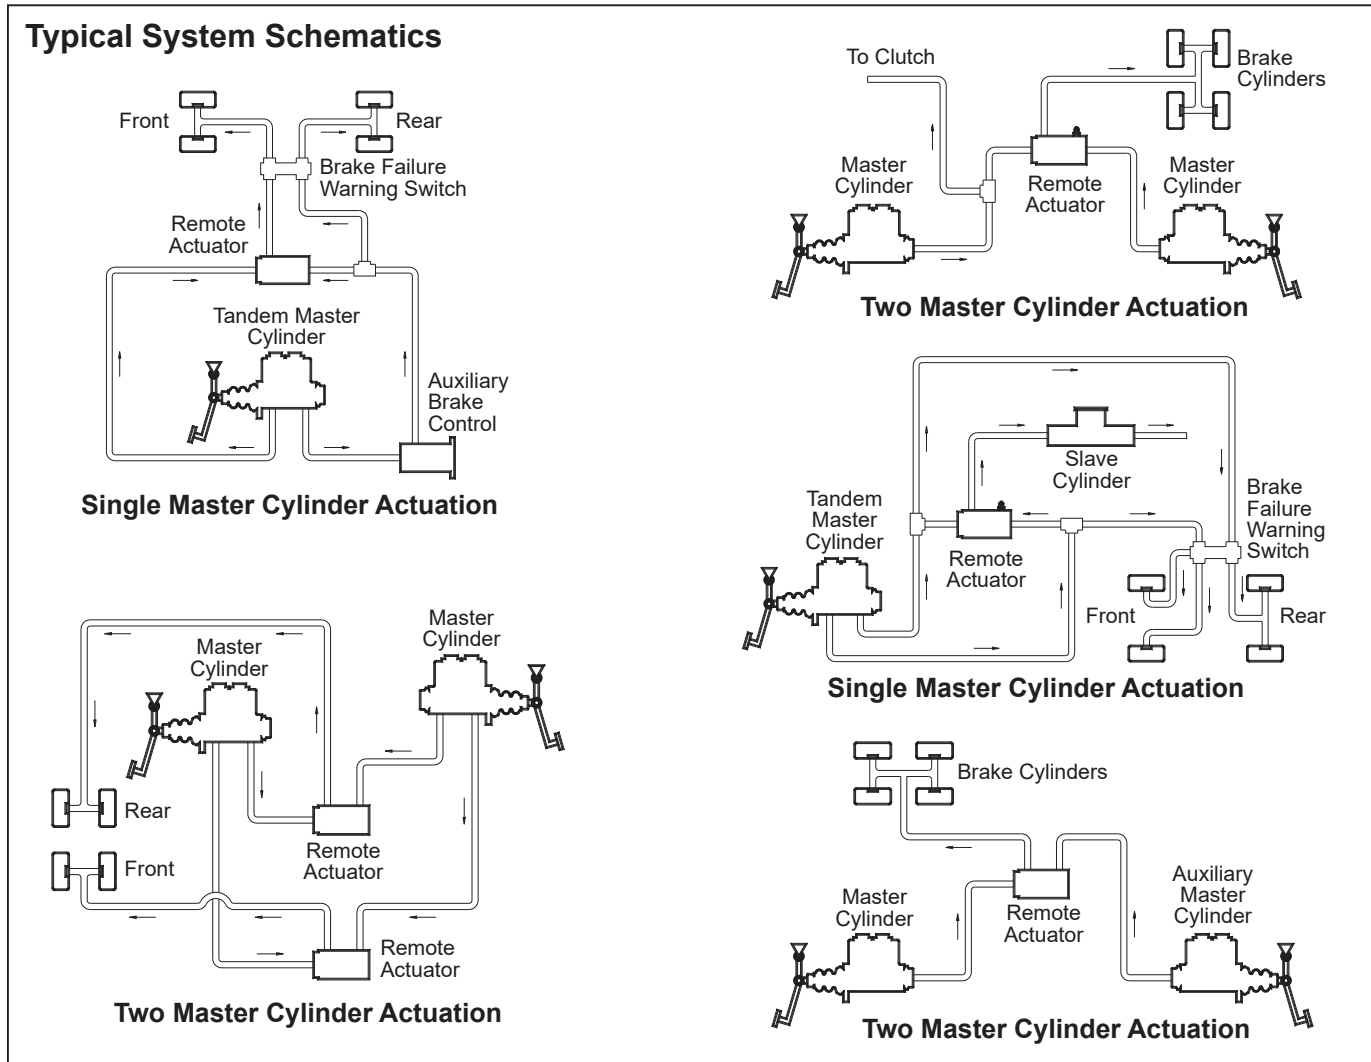 Typical System Schematics
Front
Rear
Brake Failure
Warning Switch
Remote
Actuator
Tandem Master
Cylinder
Auxiliary
Brake
Control
Single Master Cylinder Actuation
To Clutch
Brake
Cylinders
Master
Cylinder
Remote
Actuator
Master
Cylinder
Two Master Cylinder Actuation
Slave
Cylinder
Tandem
Master
Cylinder
Remote
Actuator
Brake
Failure
Warning
Switch
Front
Rear
Single Master Cylinder Actuation
Master
Cylinder
Master
Cylinder
Rear
Remote
Actuator
Front
Remote
Actuator
Two Master Cylinder Actuation
Brake Cylinders
Master
Cylinder
Remote
Actuator
Auxiliary
Master
Cylinder
Two Master Cylinder Actuation